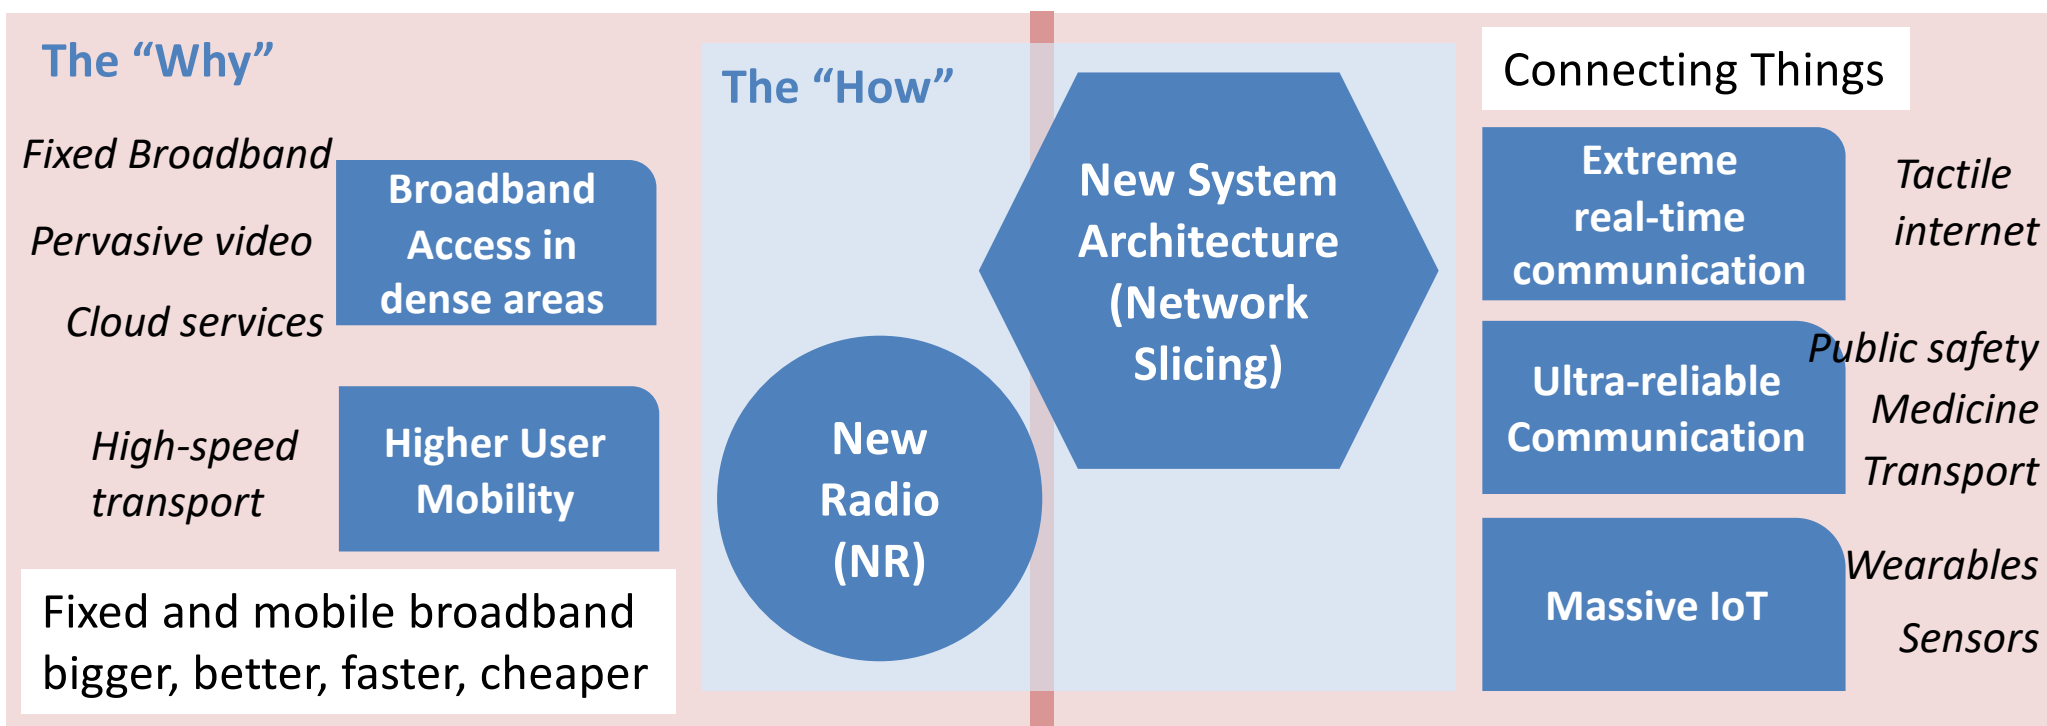 The “Why”
Fixed Broadband
Pervasive video
Cloud services
Broadband
Access in
dense areas
High-speed
transport
Higher User
Mobility
Fixed and mobile broadband
bigger, better, faster, cheaper
The “How”
New
Radio
(NR)
New System
Architecture
(Network
Slicing)
Connecting Things
Extreme
real-time
communication
Tactile
internet
Ultra-reliable
Communication
Public safety
Medicine
Transport
Massive IoT
Wearables
Sensors